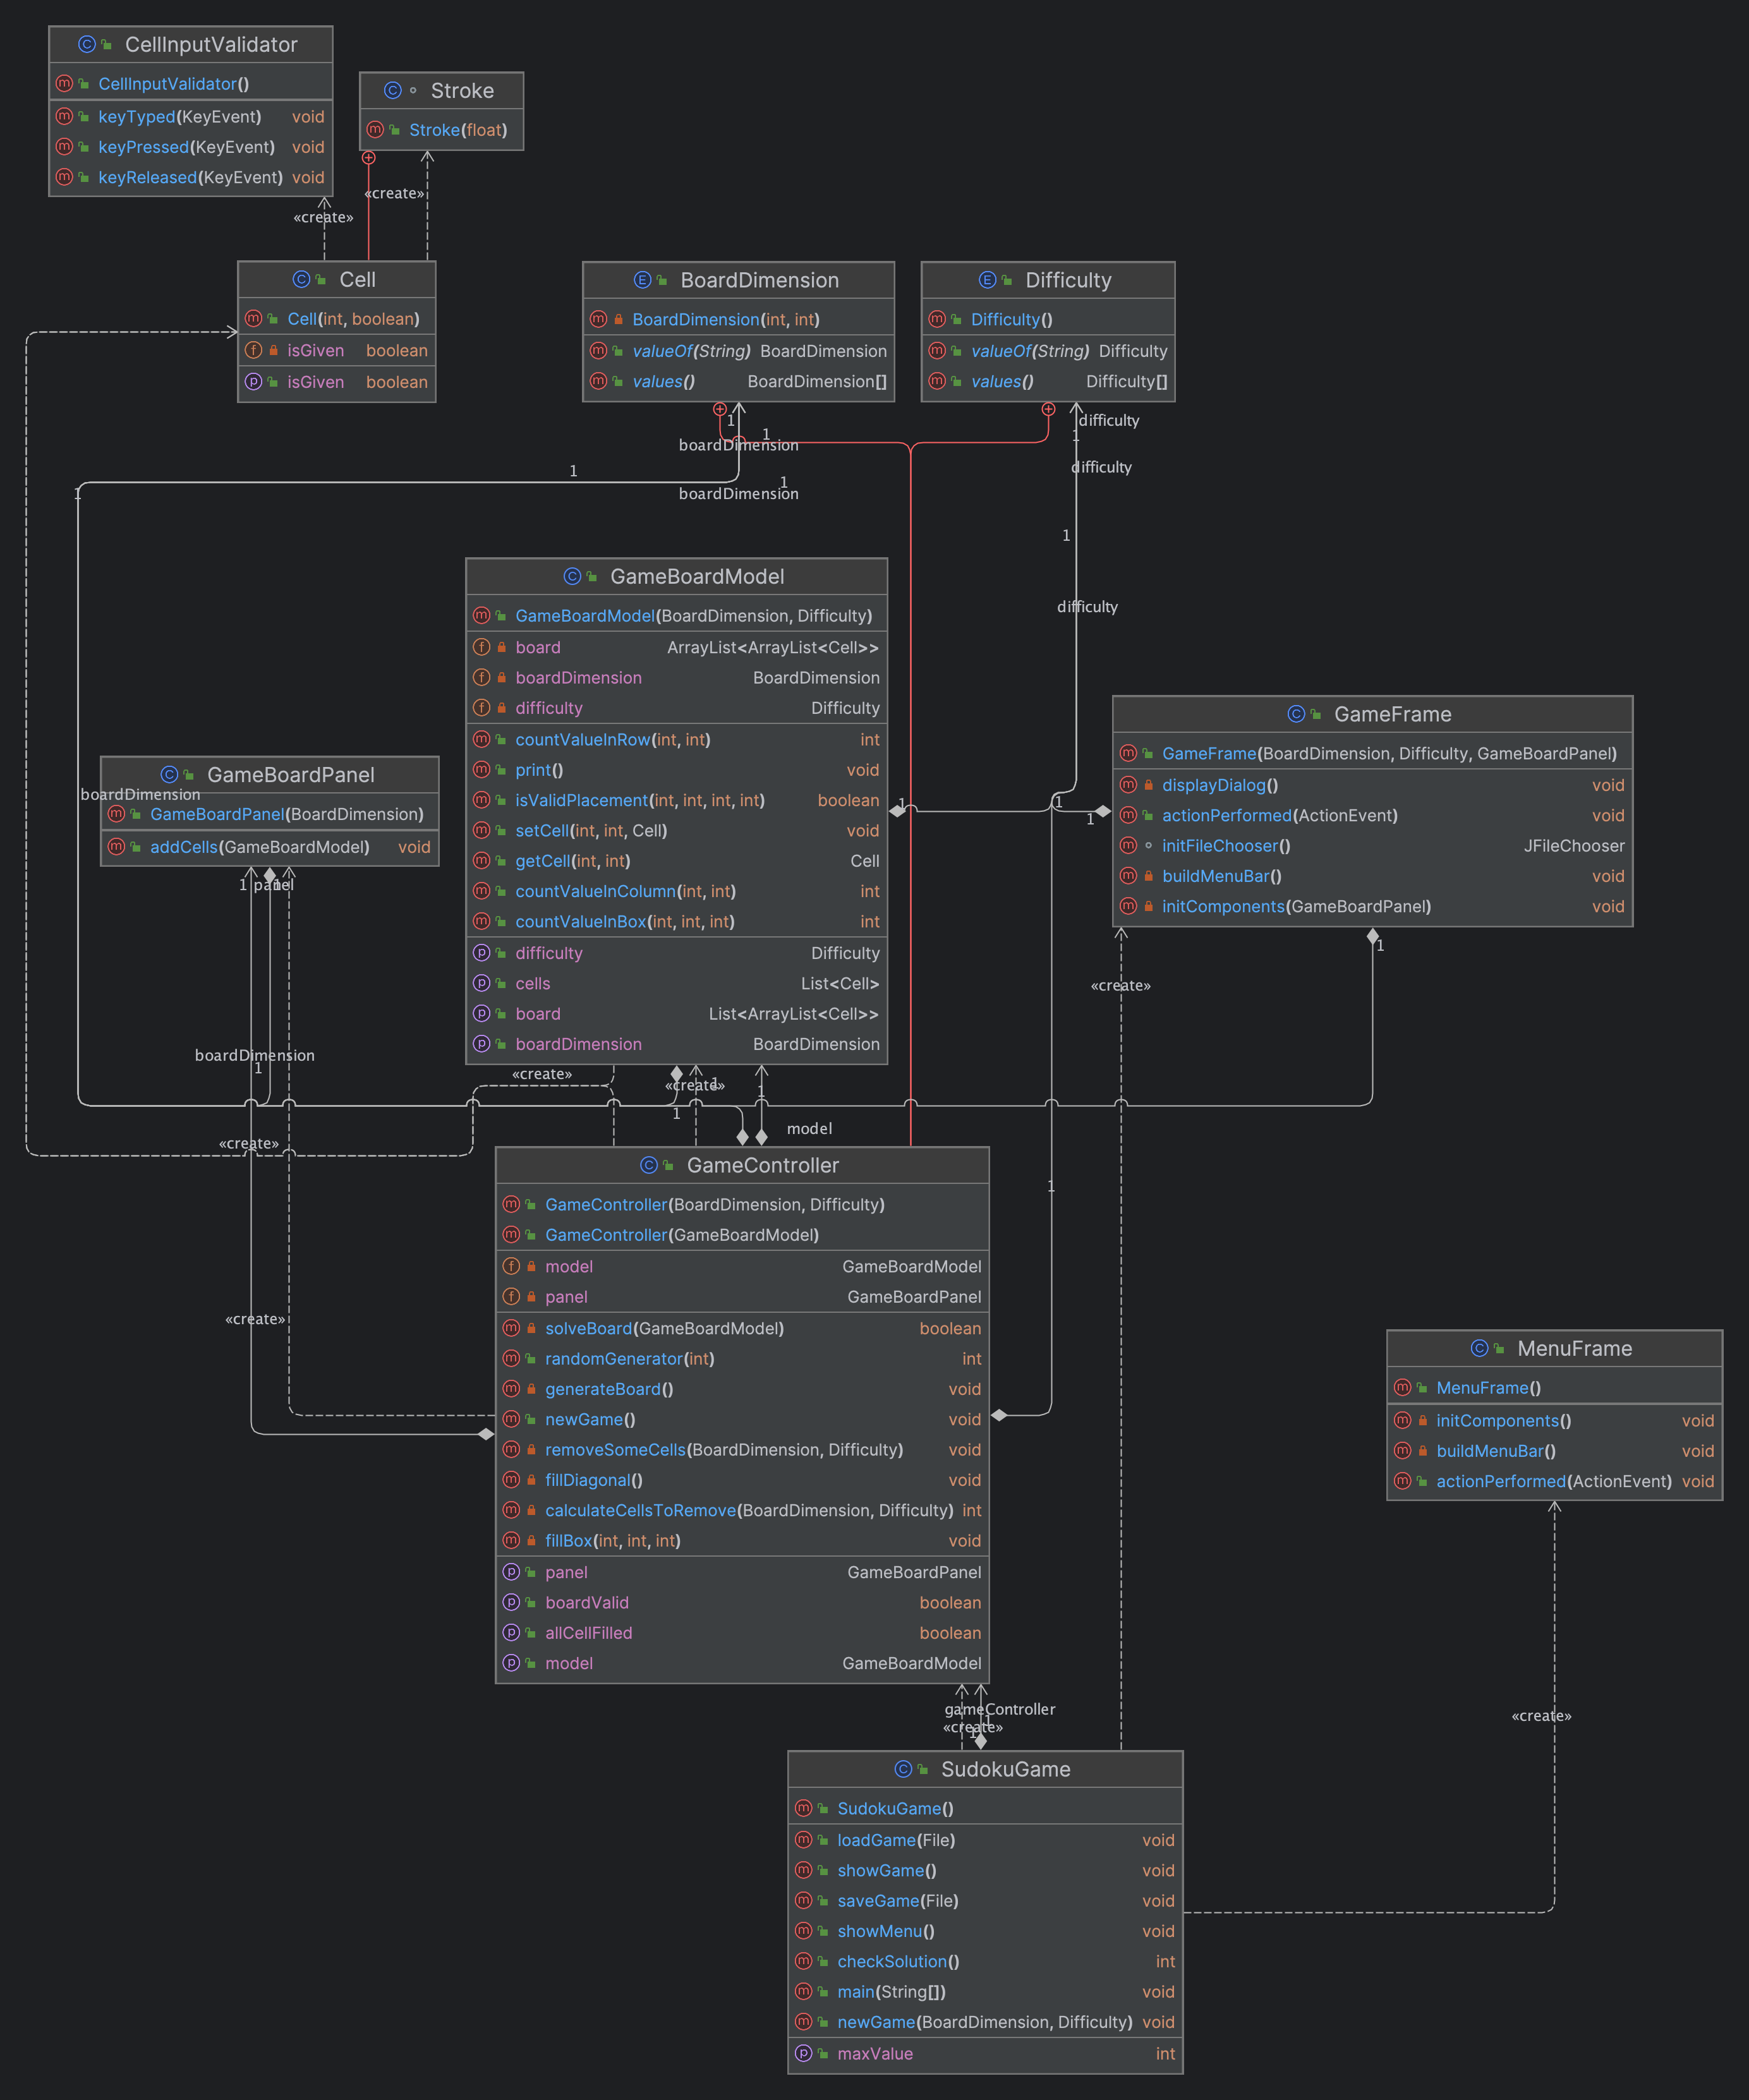 CellInputValidator
CellInputValidator()
keyTyped(KeyEvent) void
keyPressed(KeyEvent) void
keyReleased(KeyEvent) void
Stroke
Stroke(float)
«create»
«create»
Cell
Cell(int, boolean)
isGiven boolean
isGiven boolean
BoardDimension
BoardDimension(int, int)
valueOf(String) BoardDimension
values() BoardDimension[]
Difficulty
Difficulty()
valueOf(String) Difficulty
values() Difficulty[]
1
difficulty
1
1
boardDimension
difficulty
1
1
1
boardDimension
1
difficulty
GameBoardModel
GameBoardModel(BoardDimension, Difficulty)
board ArrayList<ArrayList<Cell>>
boardDimension BoardDimension
difficulty Difficulty
countValueInRow(int, int) int
print() void
isValidPlacement(int, int, int, int) boolean
setCell(int, int, Cell) void
getCell(int, int) Cell
countValueInColumn(int, int) int
countValueInBox(int, int, int) int
difficulty Difficulty
cells List<Cell>
board List<ArrayList<Cell>>
boardDimension BoardDimension
GameFrame
GameFrame(BoardDimension, Difficulty, GameBoardPanel)
displayDialog() void
actionPerformed(ActionEvent) void
initFileChooser() JFileChooser
buildMenuBar() void
initComponents(GameBoardPanel) void
GameBoardPanel
boardDimension
GameBoardPanel(BoardDimension)
addCells(GameBoardModel) void
1
1
1
1
panel
1
1
«create»
boardDimension
1
«create»
«create»
1
1
1
model
«create»
1
«create»
GameController
GameController(BoardDimension, Difficulty)
GameController(GameBoardModel)
model GameBoardModel
panel GameBoardPanel
solveBoard(GameBoardModel) boolean
randomGenerator(int) int
generateBoard() void
newGame() void
removeSomeCells(BoardDimension, Difficulty) void
fillDiagonal() void
calculateCellsToRemove(BoardDimension, Difficulty) int
fillBox(int, int, int) void
panel GameBoardPanel
boardValid boolean
allCellFilled boolean
model GameBoardModel
MenuFrame
MenuFrame()
initComponents() void
buildMenuBar() void
actionPerformed(ActionEvent) void
gameController
1
«create»
1
«create»
SudokuGame
SudokuGame()
loadGame(File) void
showGame() void
saveGame(File) void
showMenu() void
checkSolution() int
main(String[]) void
newGame(BoardDimension, Difficulty) void
maxValue int